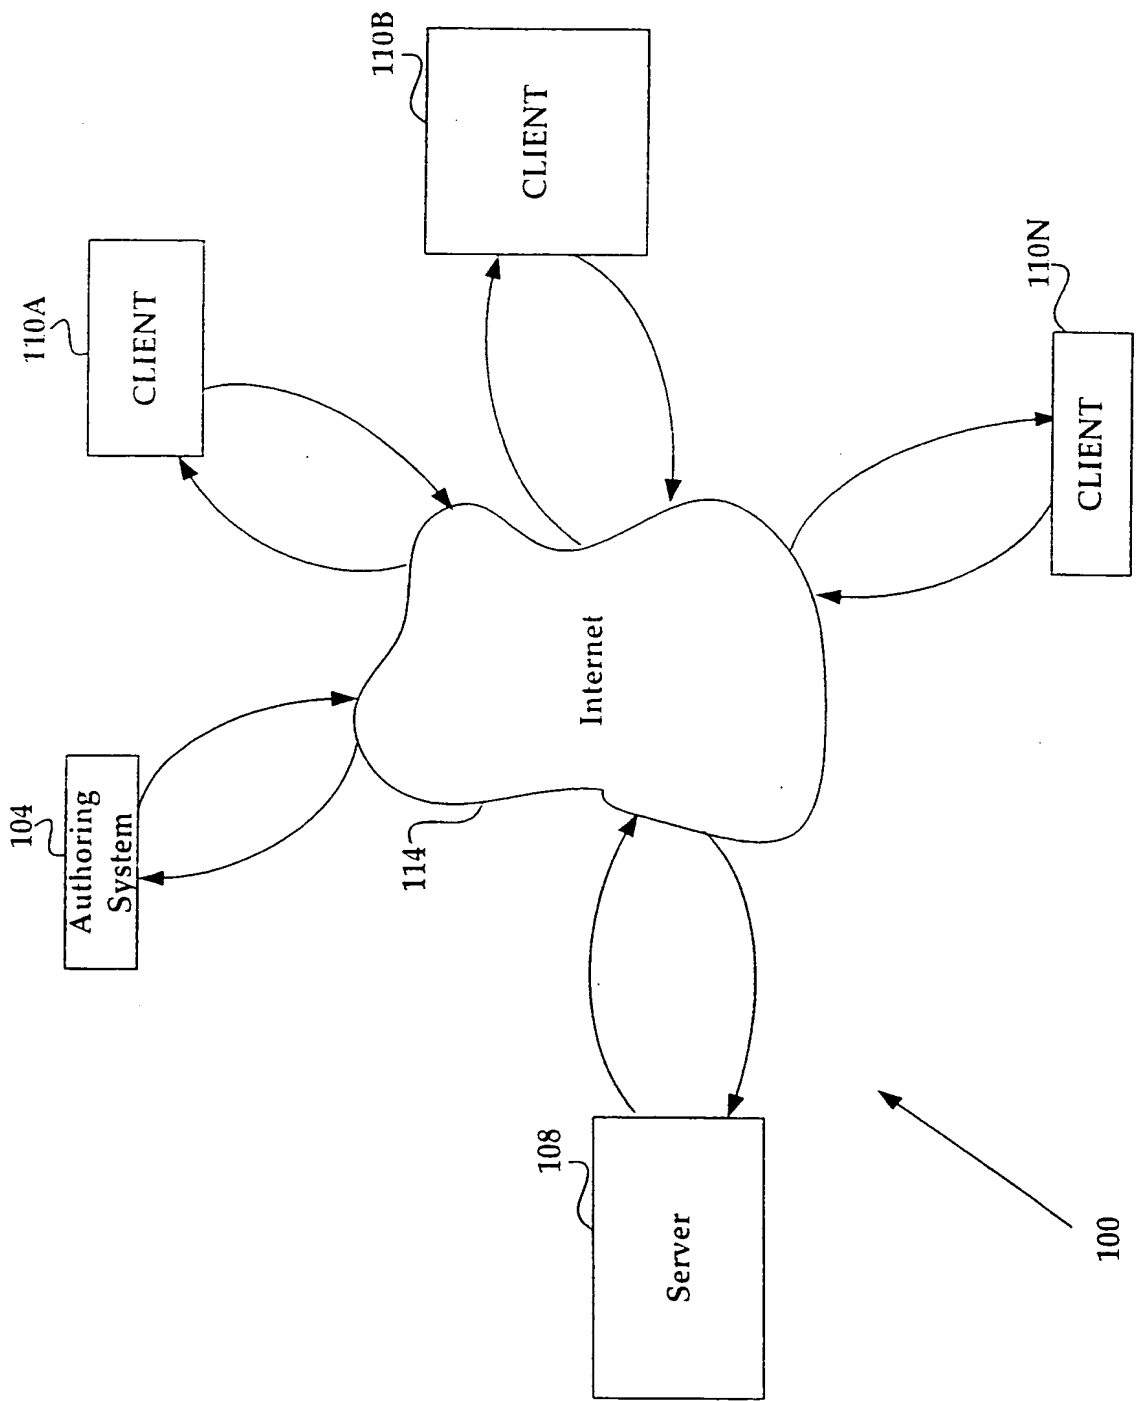 104
Authoring
System
110A
CLIENT
110B
CLIENT
114
Internet
108
Server
110N
CLIENT
100